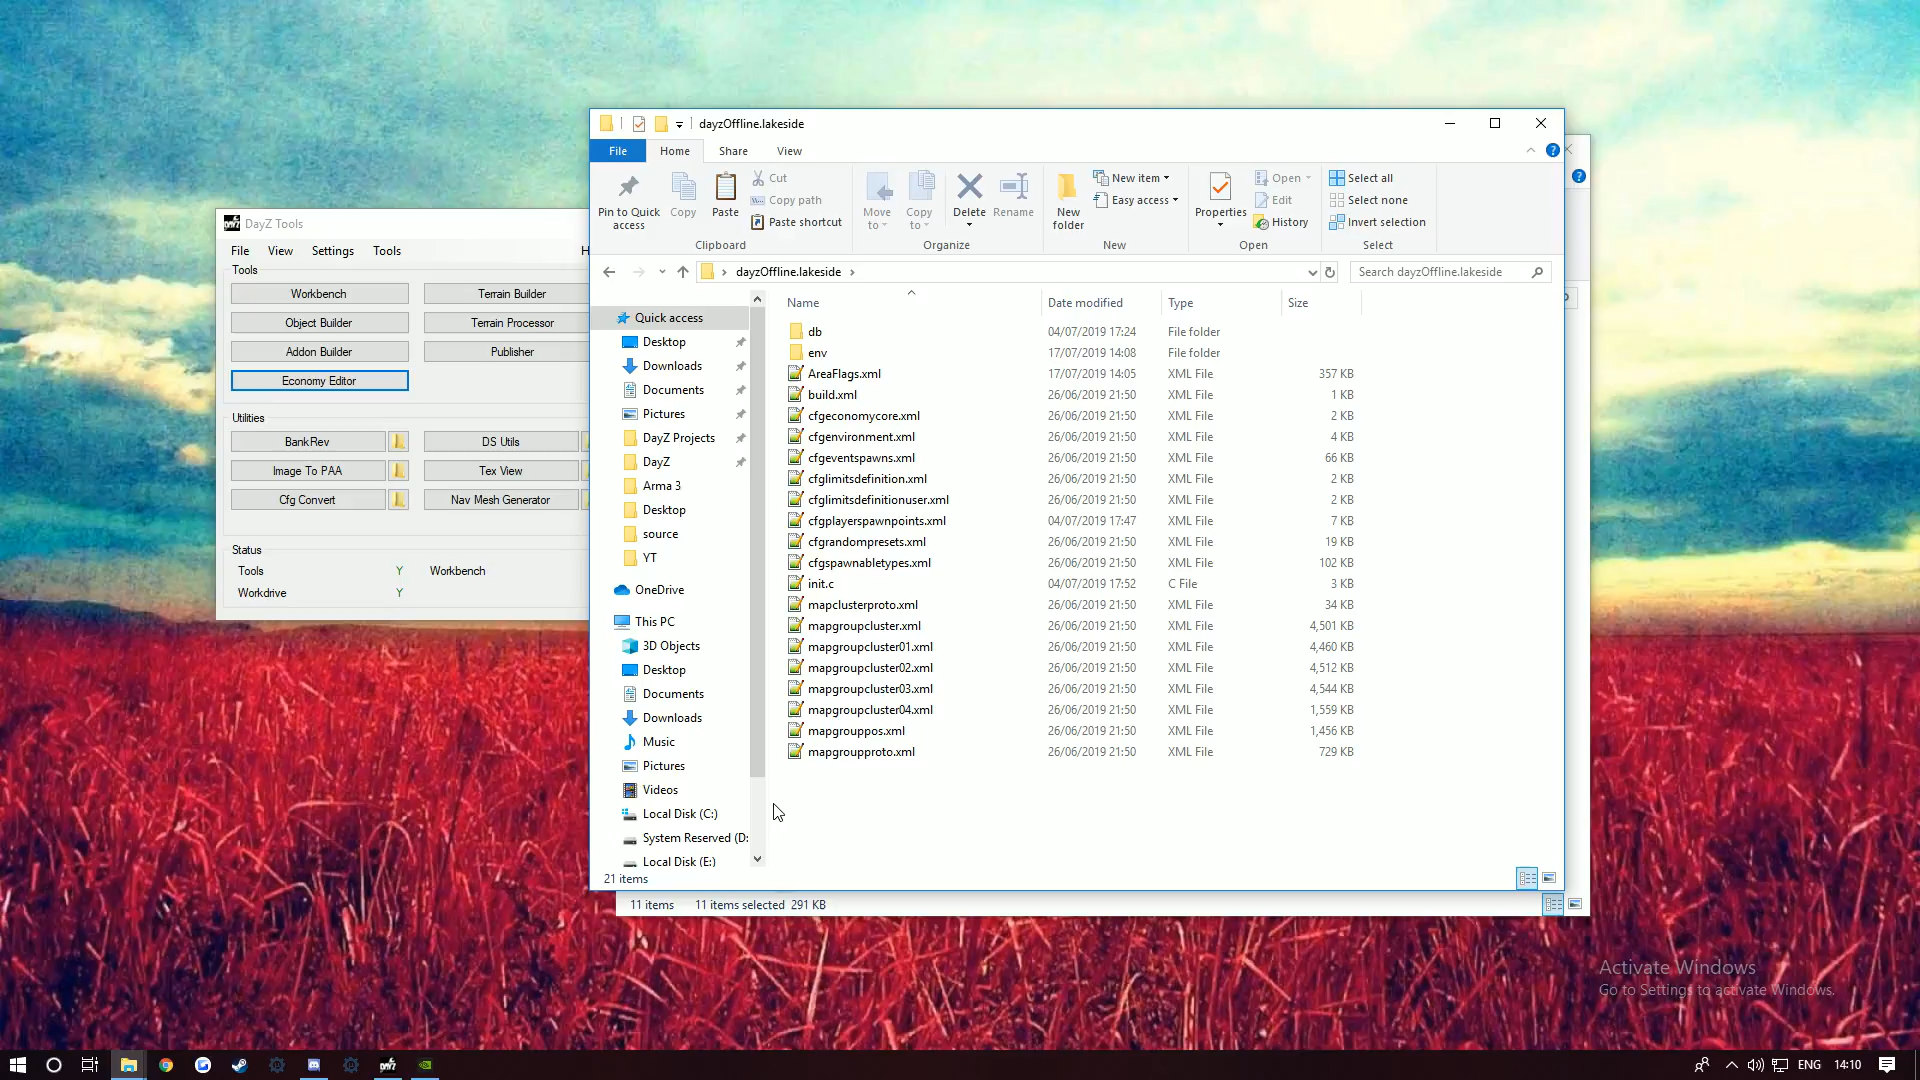 dayzOffline.lakeside
File Home Share View
Pin to Quick access
Copy
Paste
Cut
Copy path
Paste shortcut
Clipboard
Move to
Copy to
Delete
Rename
Organize
New folder
New item
Easy access
New
Properties
Open
Edit
History
Open
Select all
Select none
Invert selection
Select
dayzOffline.lakeside
Search dayzOffline.lakeside
Quick access
Desktop
Downloads
Documents
Pictures
DayZ Projects
DayZ
Arma 3
Desktop
source
YT
OneDrive
This PC
3D Objects
Desktop
Documents
Downloads
Music
Pictures
Videos
Local Disk (C:)
System Reserved (D:
Local Disk (E:)
Name Date modified Type Size
db 04/07/2019 17:24 File folder
env 17/07/2019 14:08 File folder
AreaFlags.xml 17/07/2019 14:05 XML File 357 KB
build.xml 26/06/2019 21:50 XML File 1 KB
cfgeconomycore.xml 26/06/2019 21:50 XML File 2 KB
cfgenvironment.xml 26/06/2019 21:50 XML File 4 KB
cfgeventspawns.xml 26/06/2019 21:50 XML File 66 KB
cfglimitsdefinition.xml 26/06/2019 21:50 XML File 2 KB
cfglimitsdefinitionuser.xml 26/06/2019 21:50 XML File 2 KB
cfgplayerspawnpoints.xml 04/07/2019 17:47 XML File 7 KB
cfgrandompresets.xml 26/06/2019 21:50 XML File 19 KB
cfgspawnabletypes.xml 26/06/2019 21:50 XML File 102 KB
init.c 04/07/2019 17:52 C File 3 KB
mapclusterproto.xml 26/06/2019 21:50 XML File 34 KB
mapgroupcluster.xml 26/06/2019 21:50 XML File 4,501 KB
mapgroupcluster01.xml 26/06/2019 21:50 XML File 4,460 KB
mapgroupcluster02.xml 26/06/2019 21:50 XML File 4,512 KB
mapgroupcluster03.xml 26/06/2019 21:50 XML File 4,544 KB
mapgroupcluster04.xml 26/06/2019 21:50 XML File 1,559 KB
mapgrouppos.xml 26/06/2019 21:50 XML File 1,456 KB
mapgroupproto.xml 26/06/2019 21:50 XML File 729 KB
21 items
11 items 11 items selected 291 KB
DayZ Tools
File View Settings Tools H
Tools
Workbench Terrain Builder
Object Builder Terrain Processor
Addon Builder Publisher
Economy Editor
Utilities
BankRev DS Utils
Image To PAA Tex View
Cfg Convert Nav Mesh Generator
Status
Tools Y Workbench
Workdrive Y
Activate Windows
Go to Settings to activate Windows.
ENG 14:10